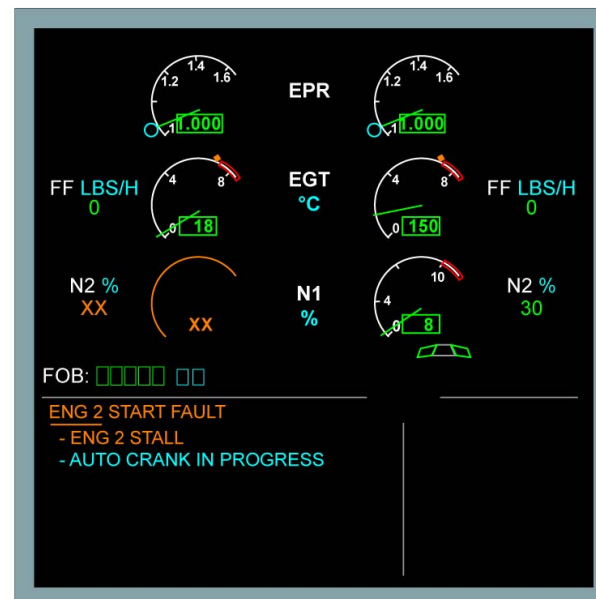 1.2 1.4 1.6 EPR 1.2 1.4 1.6
1 1.000 1 1.000
FF LBS/H 4 8 EGT 4 8 FF LBS/H
0 0 18 °C 0 150 0
N2 % N1 10 N2 %
XX XX % 4 0 8 30
FOB:
ENG 2 START FAULT
- ENG 2 STALL
- AUTO CRANK IN PROGRESS